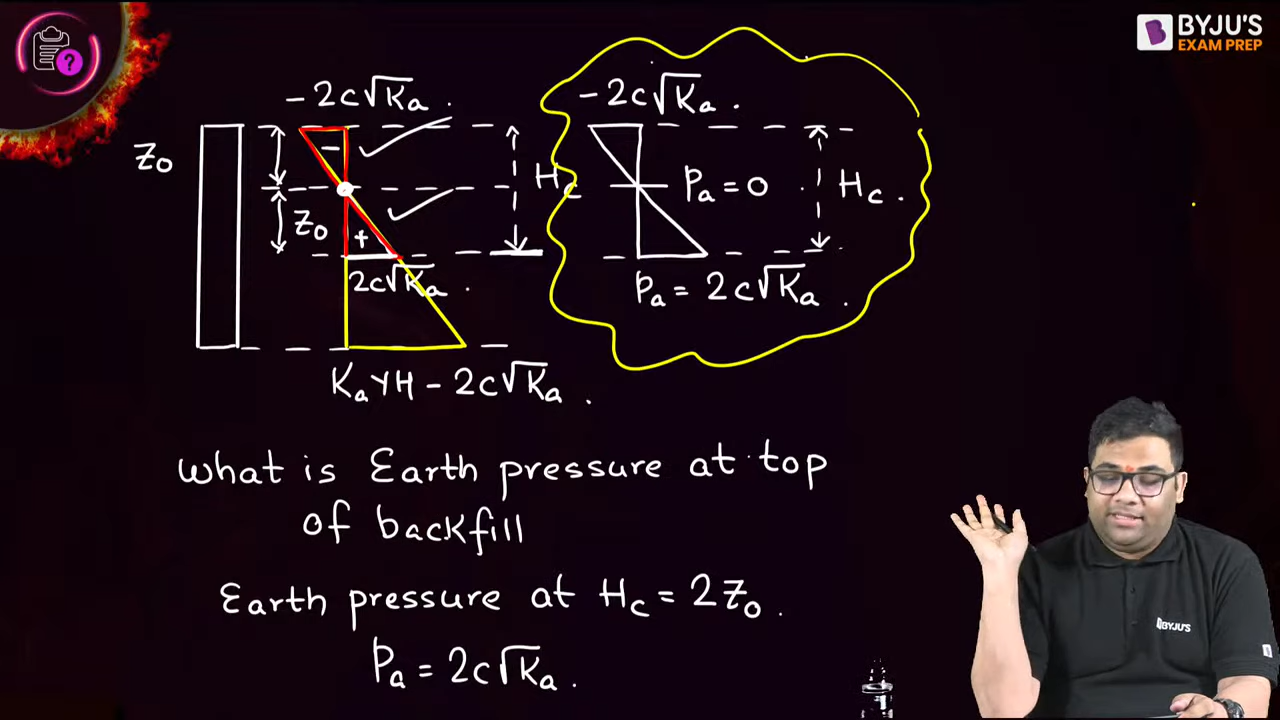 BYJU'S
EXAM PREP
?
-2c√Ka.
Z₀
-
Hc
Z₀
+
2c√Ka.
KaγH - 2c√Ka.
-2c√Ka.
Pa = 0
Hc.
Pa = 2c√Ka.
What is Earth pressure at top
of backfill
Earth pressure at Hc = 2Z₀.
Pa = 2c√Ka.
BYJU'S